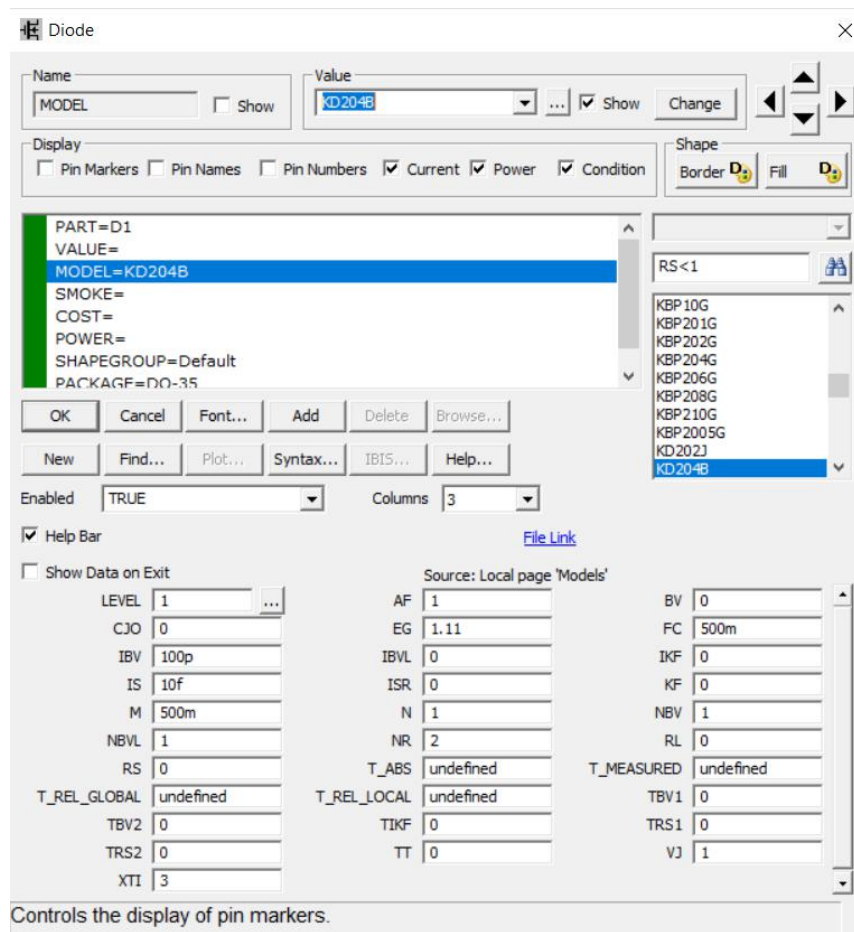 Diode
Name
Value
MODEL
Show
KD204B
...
Show
Change
Display
Shape
Pin Markers
Pin Names
Pin Numbers
Current
Power
Condition
Border
Fill
PART=D1
VALUE=
MODEL=KD204B
SMOKE=
COST=
POWER=
SHAPEGROUP=Default
PACKAGE=DO-35
RS<1
KBP10G
KBP201G
KBP202G
KBP204G
KBP206G
KBP208G
KBP210G
KBP2005G
KD202J
KD204B
OK Cancel Font... Add Delete Browse...
New Find... Plot... Syntax... IBIS... Help...
Enabled TRUE Columns 3
Help Bar File Link
Show Data on Exit Source: Local page 'Models'
LEVEL 1 ... AF 1 BV 0
CJO 0 EG 1.11 FC 500m
IBV 100p IBVL 0 IKF 0
IS 10f ISR 0 KF 0
M 500m N 1 NBV 1
NBVL 1 NR 2 RL 0
RS 0 T_ABS undefined T_MEASURED undefined
T_REL_GLOBAL undefined T_REL_LOCAL undefined TBV1 0
TBV2 0 TIKF 0 TRS1 0
TRS2 0 TT 0 VJ 1
XTI 3
Controls the display of pin markers.